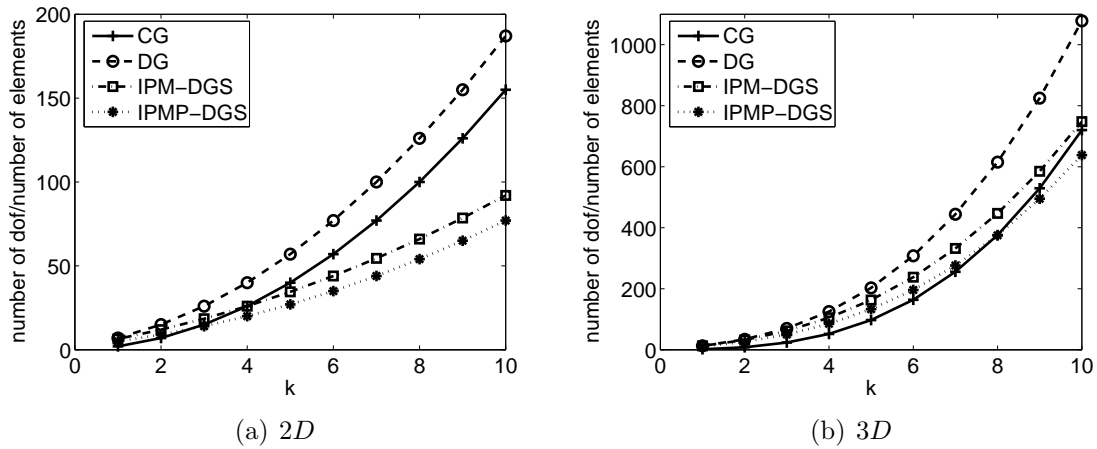 200
150
100
50
0
0
2
4
6
8
10
k
number of dof/number of elements
CG
DG
IPM−DGS
IPMP−DGS
(a) 2D
1000
800
600
400
200
0
0
2
4
6
8
10
k
number of dof/number of elements
CG
DG
IPM−DGS
IPMP−DGS
(b) 3D